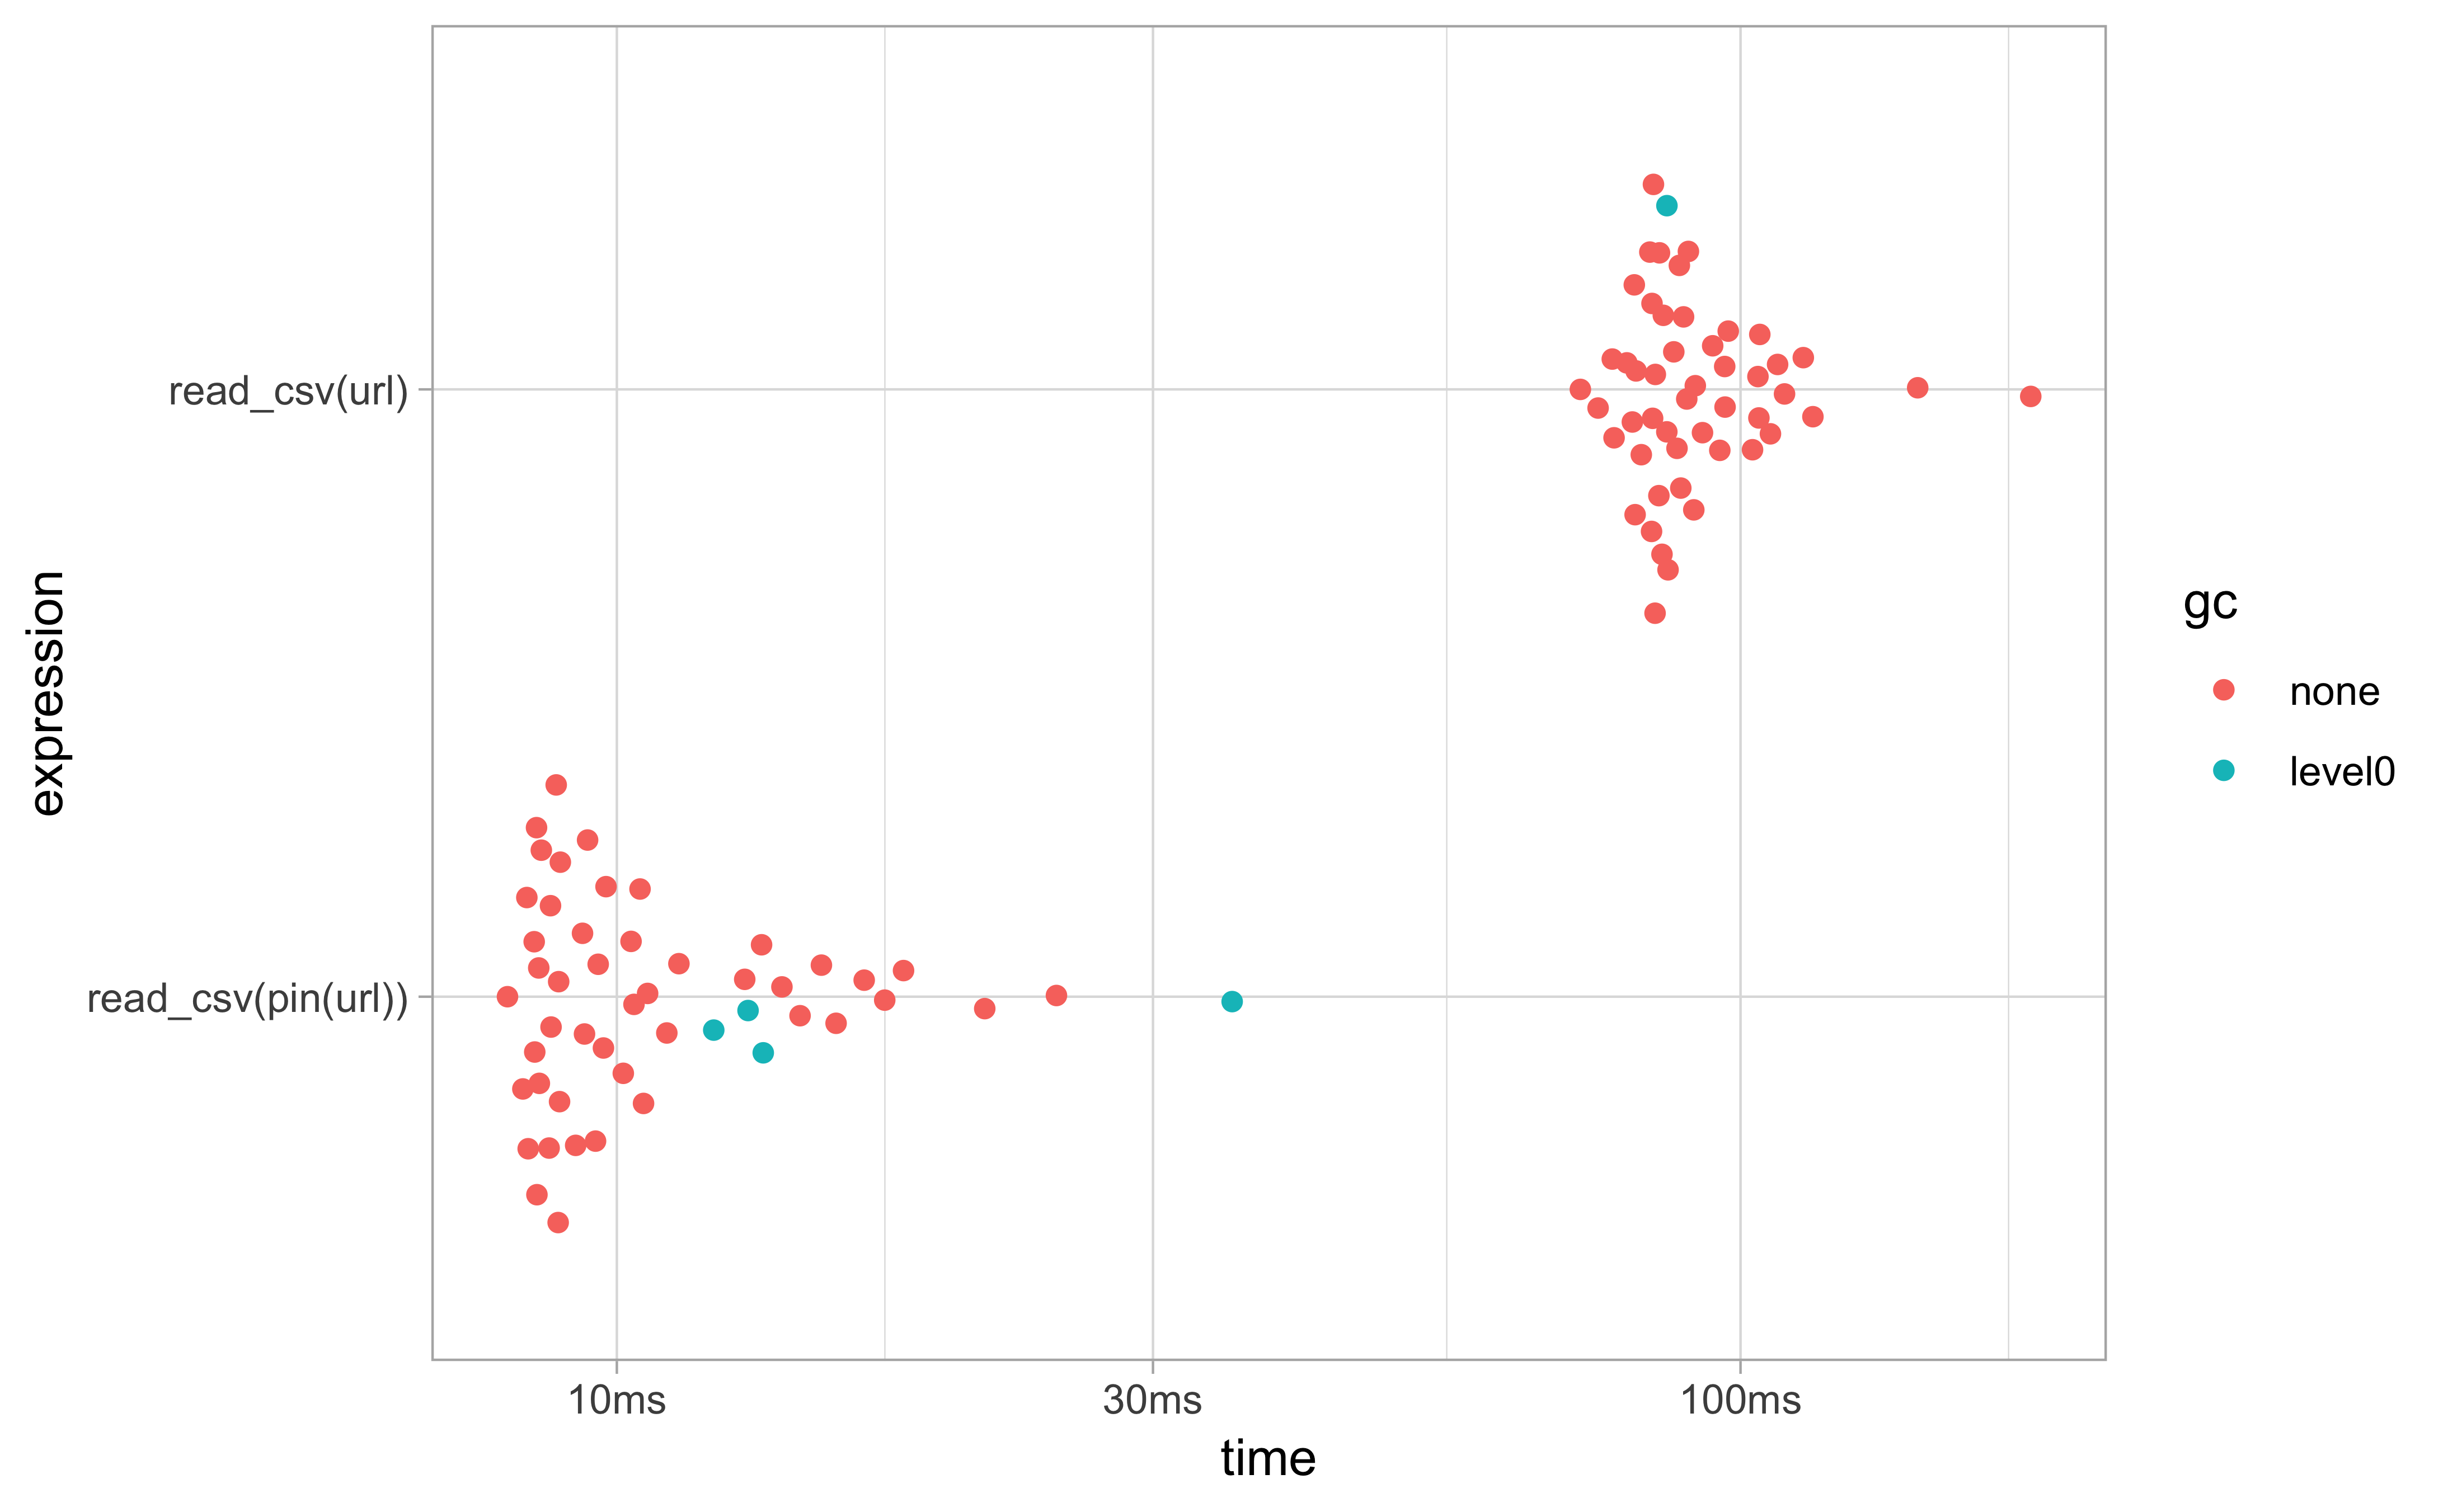 expression
read_csv(url)
read_csv(pin(url))
10ms
30ms
100ms
time
gc
none
level0